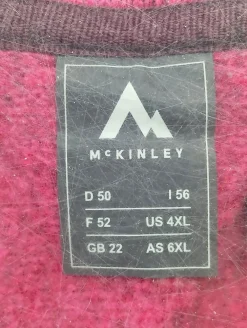 McKINLEY
D 50 I 56
F 52 US 4XL
GB 22 AS 6XL